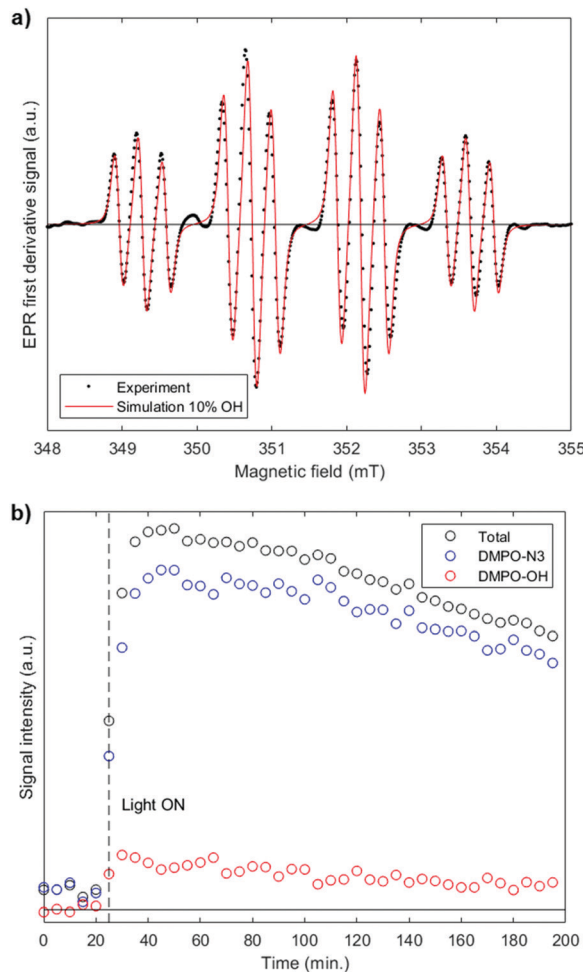 a)
EPR first derivative signal (a.u.)
Experiment
Simulation 10% OH
348 349 350 351 352 353 354 355
Magnetic field (mT)
b)
Total
DMPO-N3
DMPO-OH
Signal intensity (a.u.)
Light ON
0 20 40 60 80 100 120 140 160 180 200
Time (min.)